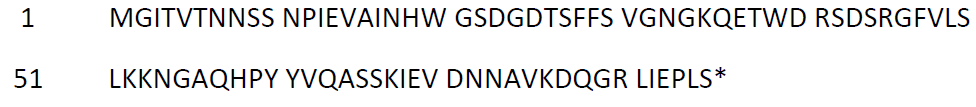 1 MGITVTNNSS NPIEVAINHW GSDGDTSFFS VGNGKQETWD RSDSRGFVLS
51 LKKNGAQHPY YVQASSKIEV DNNAVKDQGR LIEPLS*